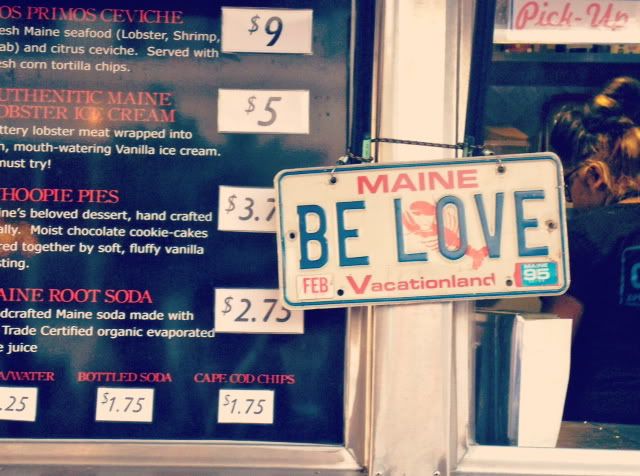 OS PRIMOS CEVICHE
$9
esh Maine seafood (Lobster, Shrimp,
ab) and citrus ceviche. Served with
esh corn tortilla chips.
UTHENITIC MAINE
OBSTER ICE CREAM
$5
ttery lobster meat wrapped into
h, mouth-watering Vanilla ice cream.
must try!
HOOPIE PIES
$3.7
ine's beloved dessert, hand crafted
ally. Moist chocolate cookie-cakes
red together by soft, fluffy vanilla
sting.
AINE ROOT SODA
$2.75
dcrafted Maine soda made with
Trade Certified organic evaporated
e juice
A/WATER
.25
BOTTLED SODA
$1.75
CAPE COD CHIPS
$1.75
MAINE
BE LOVE
FEB
Vacationland
MAINE
95
Pick-Up